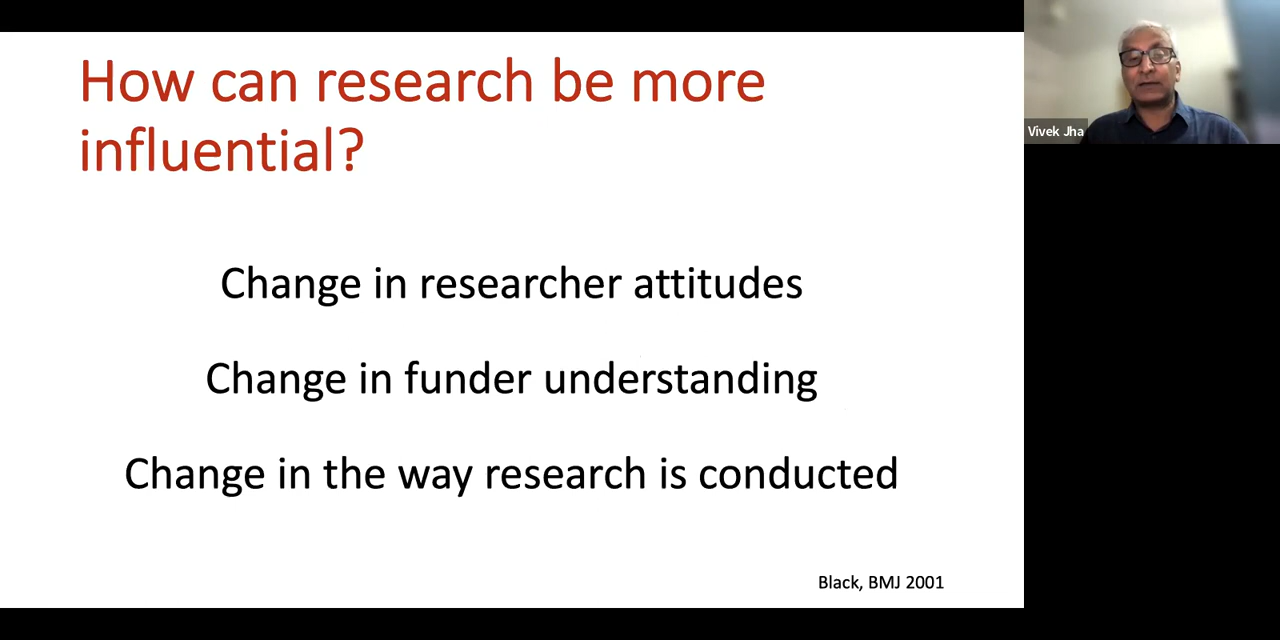 How can research be more
influential?
Change in researcher attitudes
Change in funder understanding
Change in the way research is conducted
Black, BMJ 2001
Vivek Jha